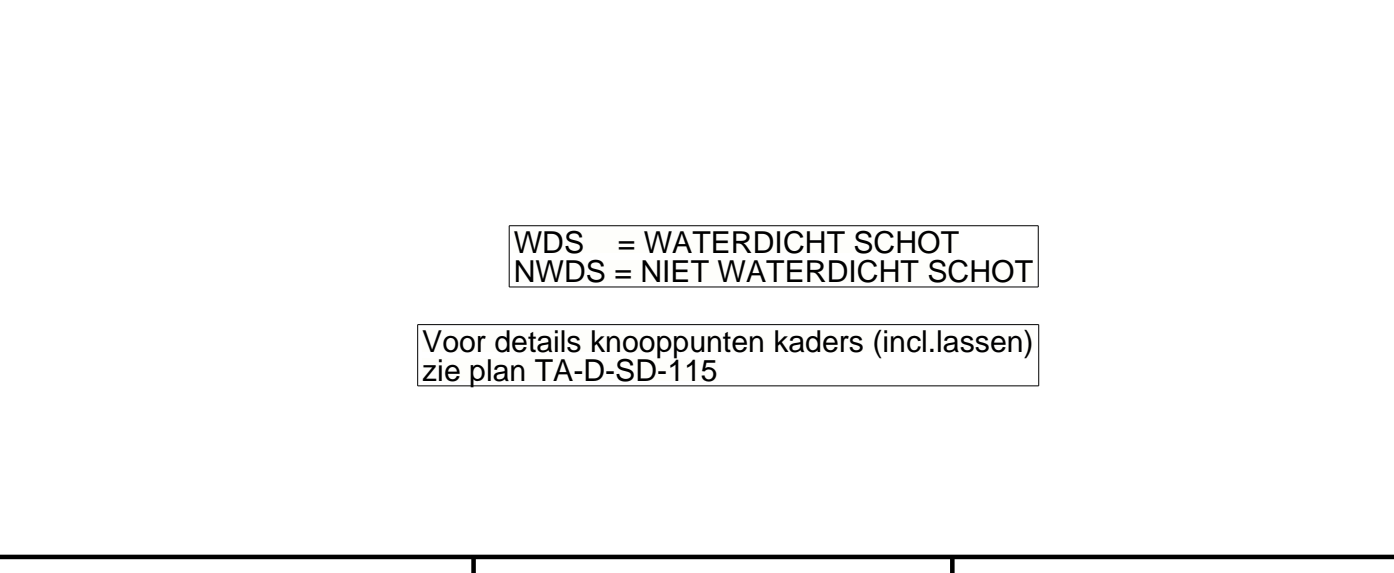 WDS = WATERDICHT SCHOT
NWDS = NIET WATERDICHT SCHOT
Voor details knooppunten kaders (incl.lassen)
zie plan TA-D-SD-115